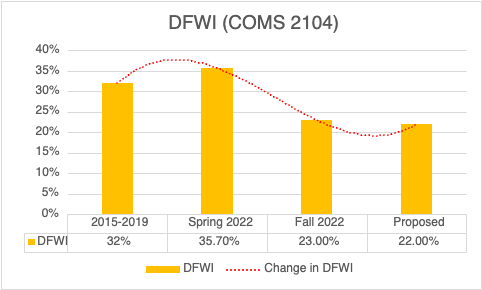 DFWI (COMS 2104)
40%
35%
30%
25%
20%
15%
10%
5%
0%
2015-2019 Spring 2022 Fall 2022 Proposed
DFWI 32% 35.70% 23.00% 22.00%
DFWI Change in DFWI